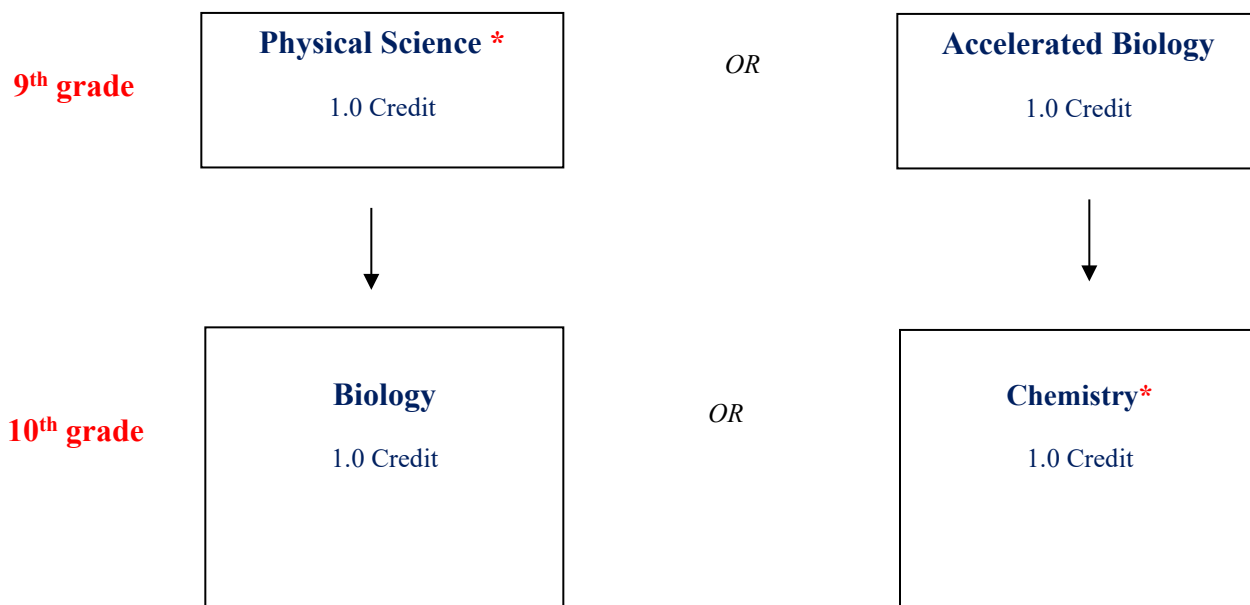 Physical Science *
OR
Accelerated Biology
9th grade
1.0 Credit
1.0 Credit
Biology
OR
Chemistry*
10th grade
1.0 Credit
1.0 Credit